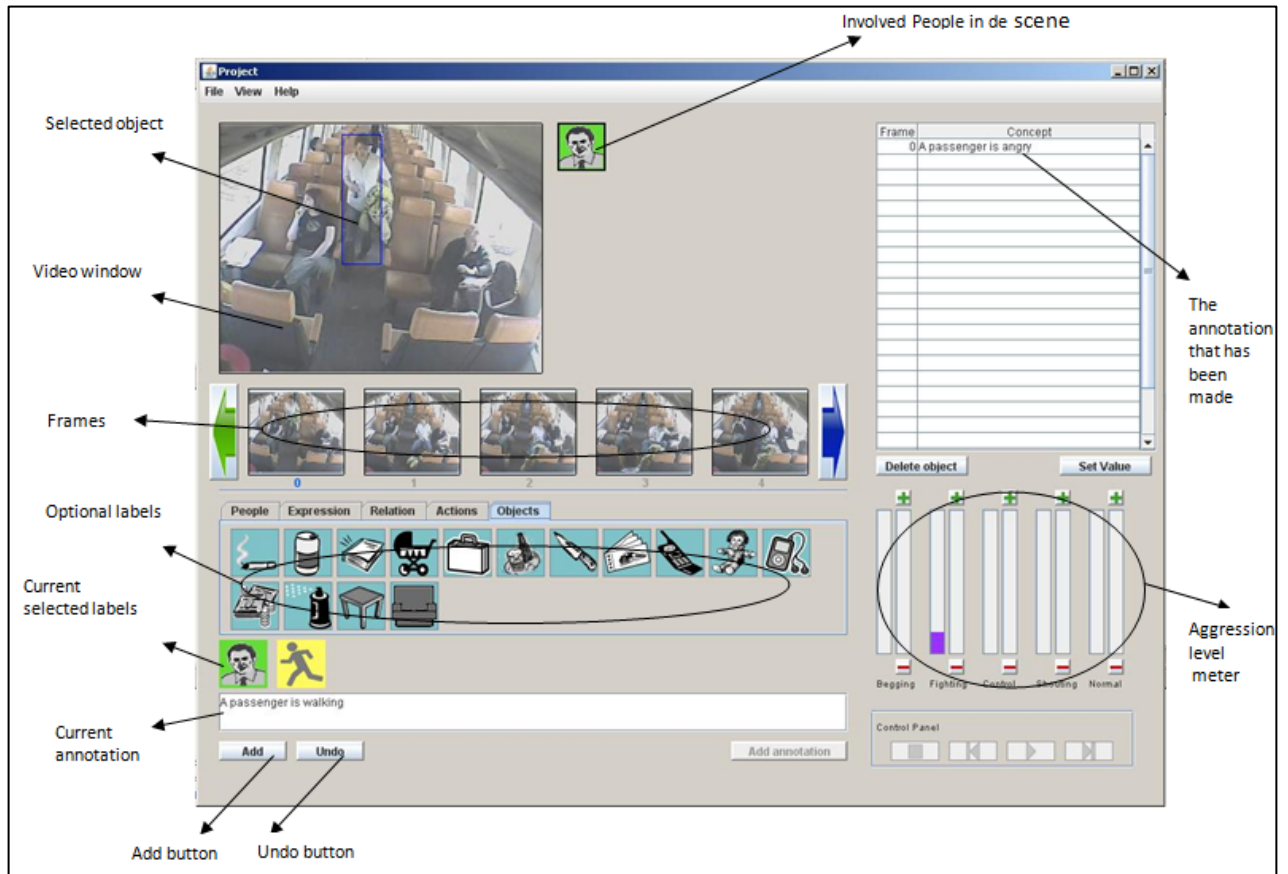 Involved People in de scene
Project
File View Help
Selected object
Frame Concept
0 A passenger is angry
Video window
The
annotation
that has
been
made
Frames
0 1 2 3 4
Delete object Set Value
Optional labels
People Expression Relation Actions Objects
Current
selected labels
Aggression
level
meter
Begging Fighting Control Shouting Normal
A passenger is walking
Current
annotation
Control Panel
Add Undo Add annotation
Add button Undo button